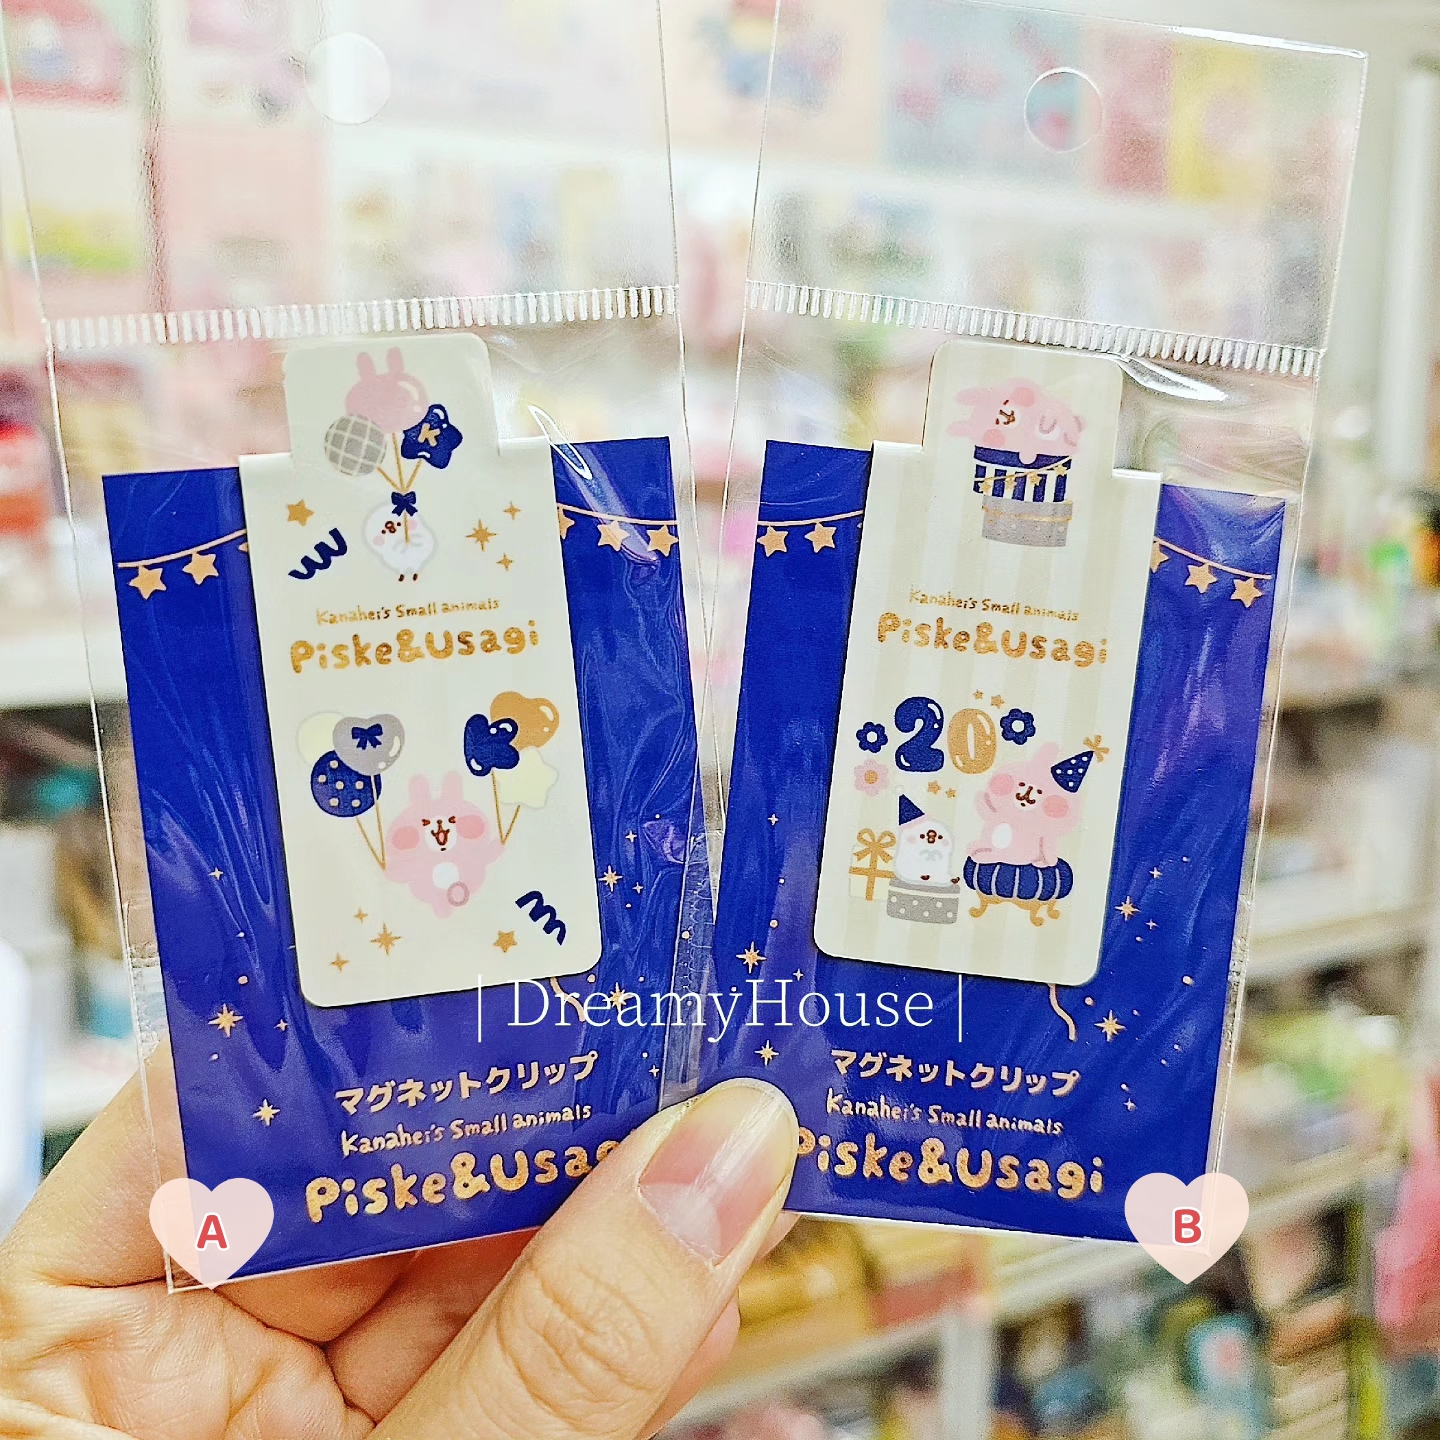 K
Kanahei's Small animals
Piske&Usagi
Kanahei's Small animals
Piske&Usagi
20
| DreamyHouse |
マグネットクリップ
Kanahei's Small animals
Piske&Usag
マグネットクリップ
Kanahei's Small animals
Piske&Usagi
A
B